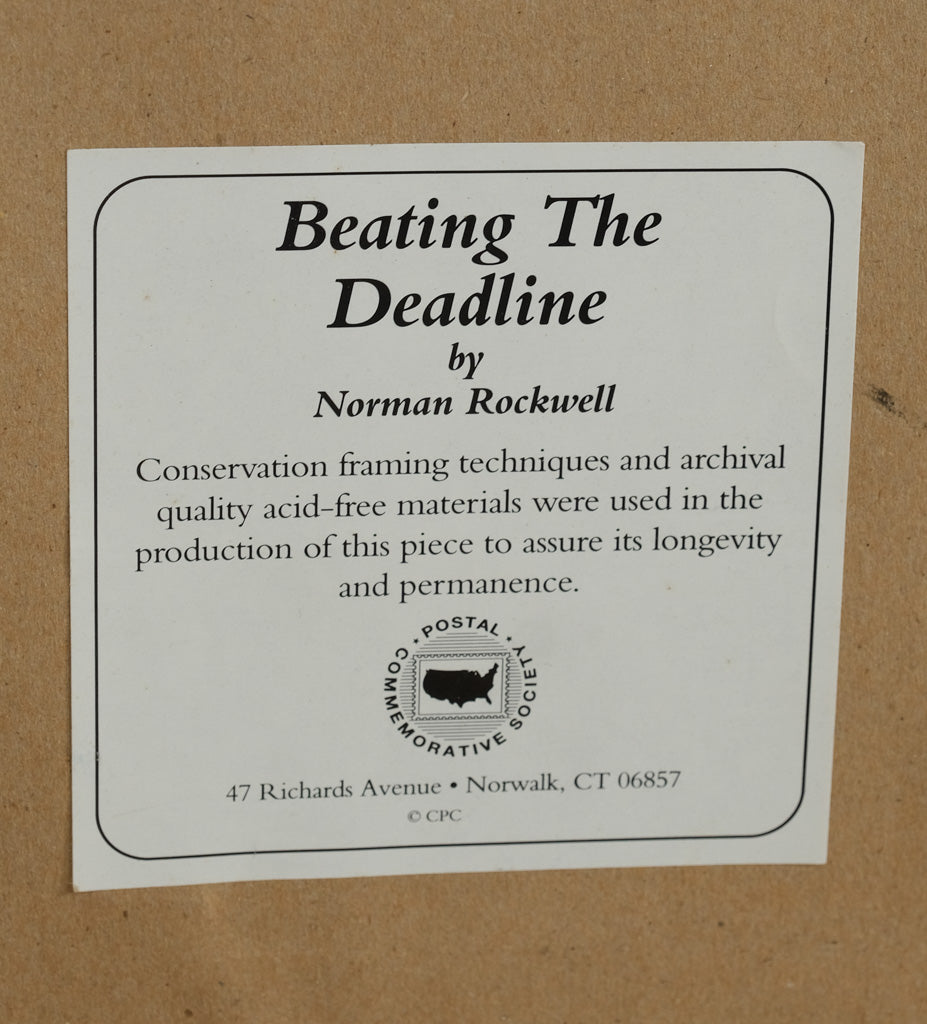 Beating The
Deadline
by
Norman Rockwell
Conservation framing techniques and archival
quality acid-free materials were used in the
production of this piece to assure its longevity
and permanence.
POSTAL
COMMEMORATIVE SOCIETY
47 Richards Avenue • Norwalk, CT 06857
© CPC